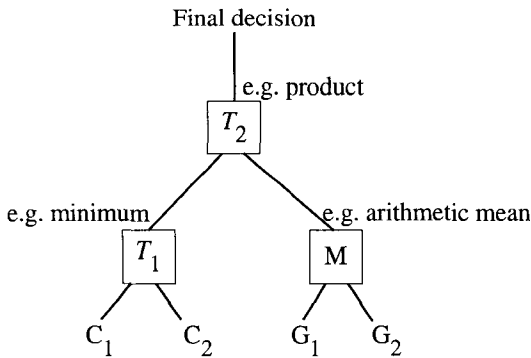 Final decision
e.g. product
T2
e.g. minimum
e.g. arithmetic mean
T1
M
C1
C2
G1
G2